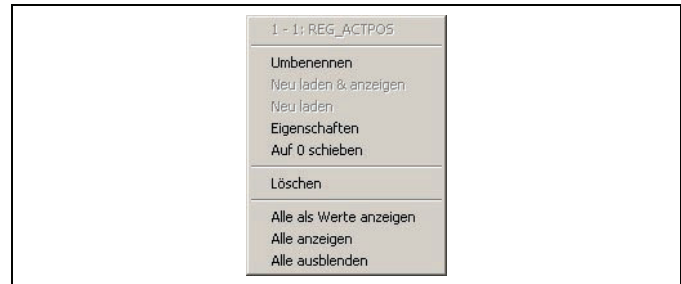 1 - 1: REG_ACTPOS
Umbenennen
Neu laden & anzeigen
Neu laden
Eigenschaften
Auf 0 schieben
Löschen
Alle als Werte anzeigen
Alle anzeigen
Alle ausblenden